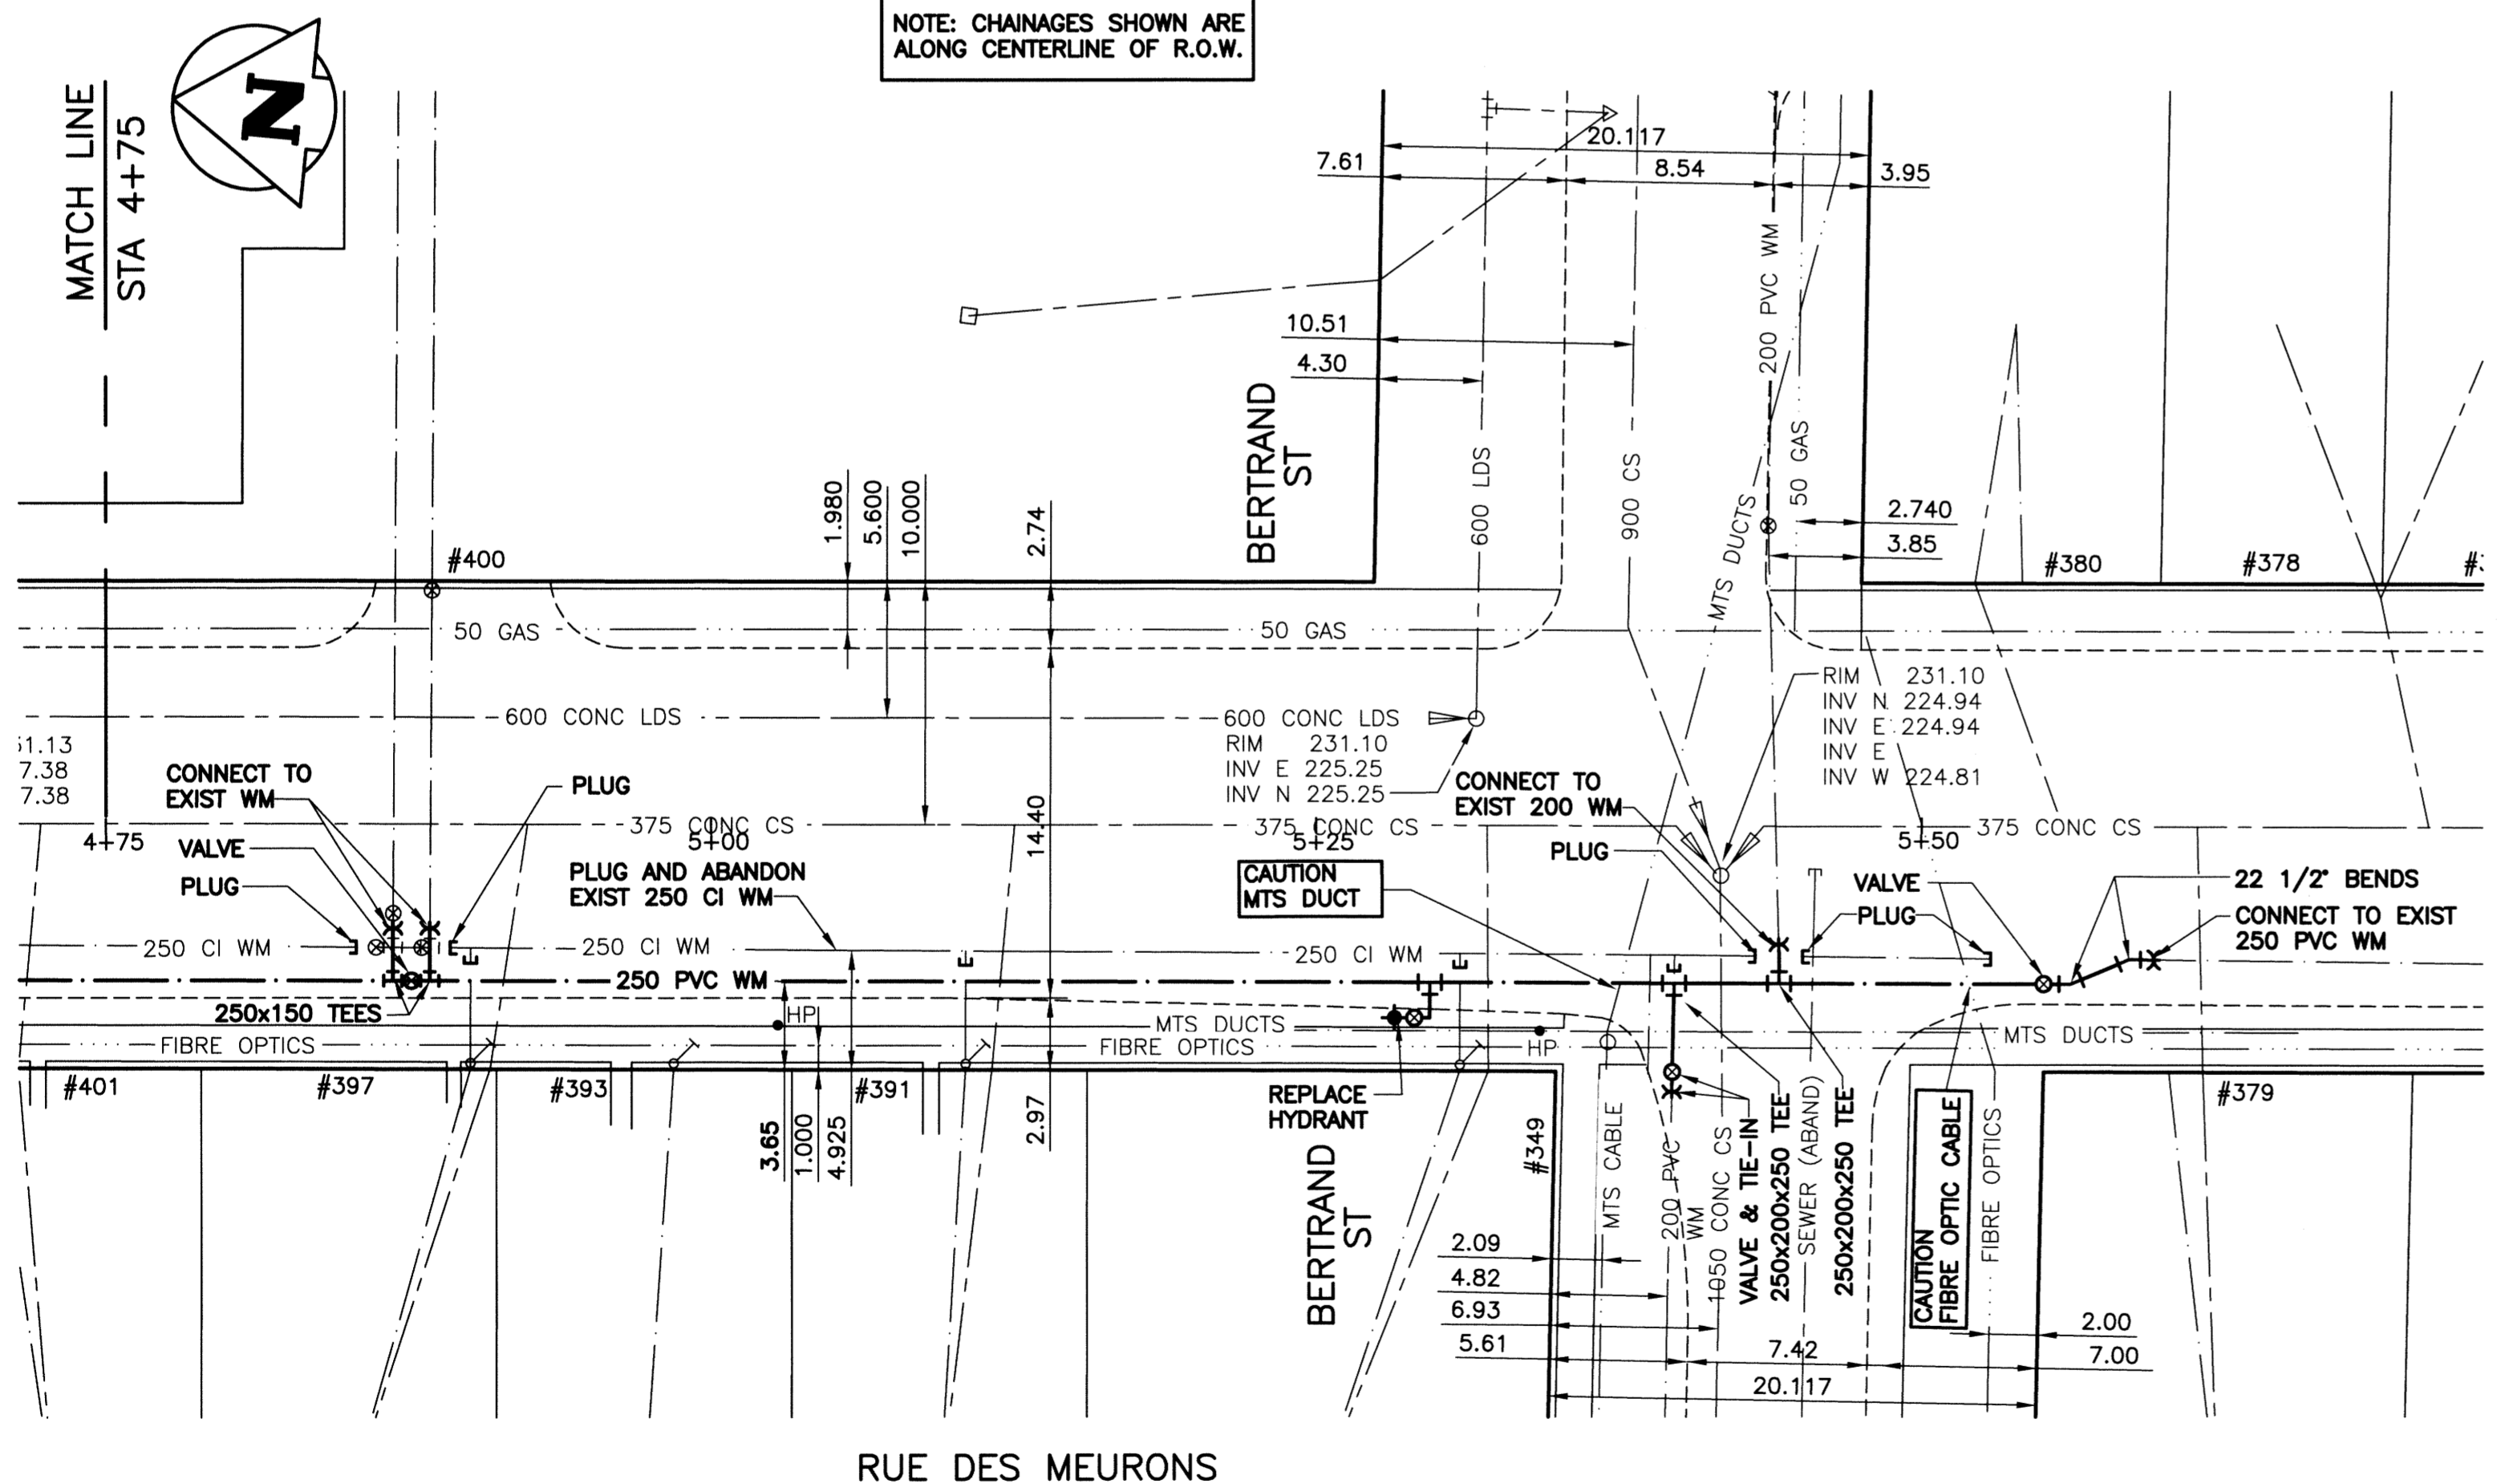 NOTE: CHAINAGES SHOWN ARE
ALONG CENTERLINE OF R.O.W.
MATCH LINE
STA 4+75
N
20.117
7.61
8.54
3.95
200 PVC WM
10.51
4.30
BERTRAND
ST
600 LDS
900 CS
MTS DUCTS
50 GAS
2.740
3.85
1.980
5.600
10.000
2.74
#400
#380
#378
50 GAS
50 GAS
600 CONC LDS
600 CONC LDS
RIM 231.10
INV E 225.25
INV N 225.25
RIM 231.10
INV N 224.94
INV E 224.94
INV E
INV W 224.81
7.38
7.38
CONNECT TO
EXIST WM
PLUG
VALVE
PLUG
4+75
375 CONC CS
5+00
14.40
375 CONC CS
5+25
CONNECT TO
EXIST 200 WM
PLUG
375 CONC CS
5+50
PLUG AND ABANDON
EXIST 250 CI WM
CAUTION
MTS DUCT
VALVE
PLUG
22 1/2° BENDS
CONNECT TO EXIST
250 PVC WM
250 CI WM
250 CI WM
250 CI WM
250 PVC WM
250x150 TEES
HP
MTS DUCTS
HP
MTS DUCTS
FIBRE OPTICS
FIBRE OPTICS
#401
#397
#393
#391
REPLACE
HYDRANT
#379
3.65
1.000
4.925
2.97
BERTRAND
ST
#349
MTS CABLE
200 PVC
WM
1050 CONC CS
VALVE & TIE-IN
250x200x250 TEE
SEWER (ABAND)
250x200x250 TEE
CAUTION
FIBRE OPTIC CABLE
FIBRE OPTICS
2.09
4.82
6.93
5.61
7.42
2.00
7.00
20.117
RUE DES MEURONS